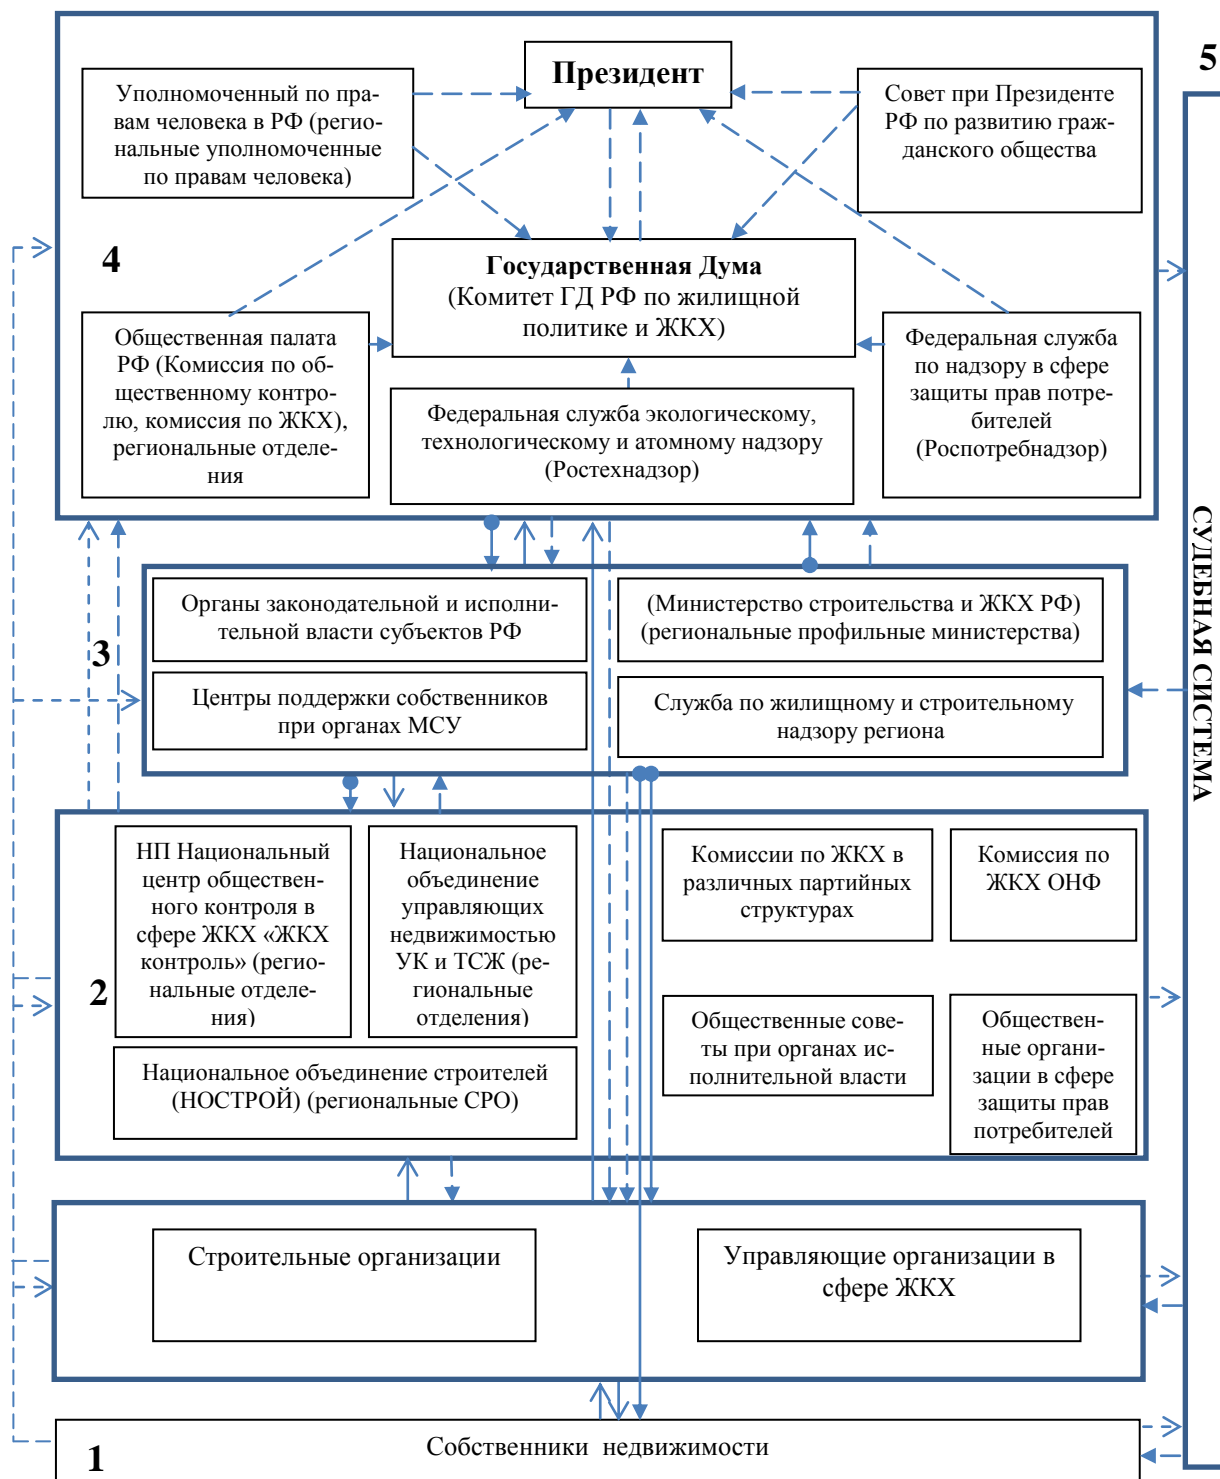 5
Президент
Уполномоченный по пра-
вам человека в РФ (регио-
нальные уполномоченные
по правам человека)
Совет при Президенте
РФ по развитию граж-
данского общества
4
Государственная Дума
(Комитет ГД РФ по жилищной
политике и ЖКХ)
Общественная палата
РФ (Комиссия по об-
щественному контро-
лю, комиссия по ЖКХ),
региональные отделе-
ния
Федеральная служба
по надзору в сфере
защиты прав потре-
бителей
(Роспотребнадзор)
Федеральная служба экологическому,
технологическому и атомному надзору
(Ростехнадзор)
СУДЕБНАЯ СИСТЕМА
3
Органы законодательной и исполни-
тельной власти субъектов РФ
(Министерство строительства и ЖКХ РФ)
(региональные профильные министерства)
Центры поддержки собственников
при органах МСУ
Служба по жилищному и строительному
надзору региона
2
НП Национальный
центр обществен-
ного контроля в
сфере ЖКХ «ЖКХ
контроль» (регио-
нальные отделе-
ния)
Национальное
объединение
управляющих
недвижимостью
УК и ТСЖ (ре-
гиональные
отделения)
Комиссии по ЖКХ в
различных партийных
структурах
Комиссия по
ЖКХ ОНФ
Общественные сове-
ты при органах ис-
полнительной власти
Обществен-
ные органи-
зации в сфере
защиты прав
потребителей
Национальное объединение строителей
(НОСТРОЙ) (региональные СРО)
Строительные организации
Управляющие организации в
сфере ЖКХ
1
Собственники недвижимости